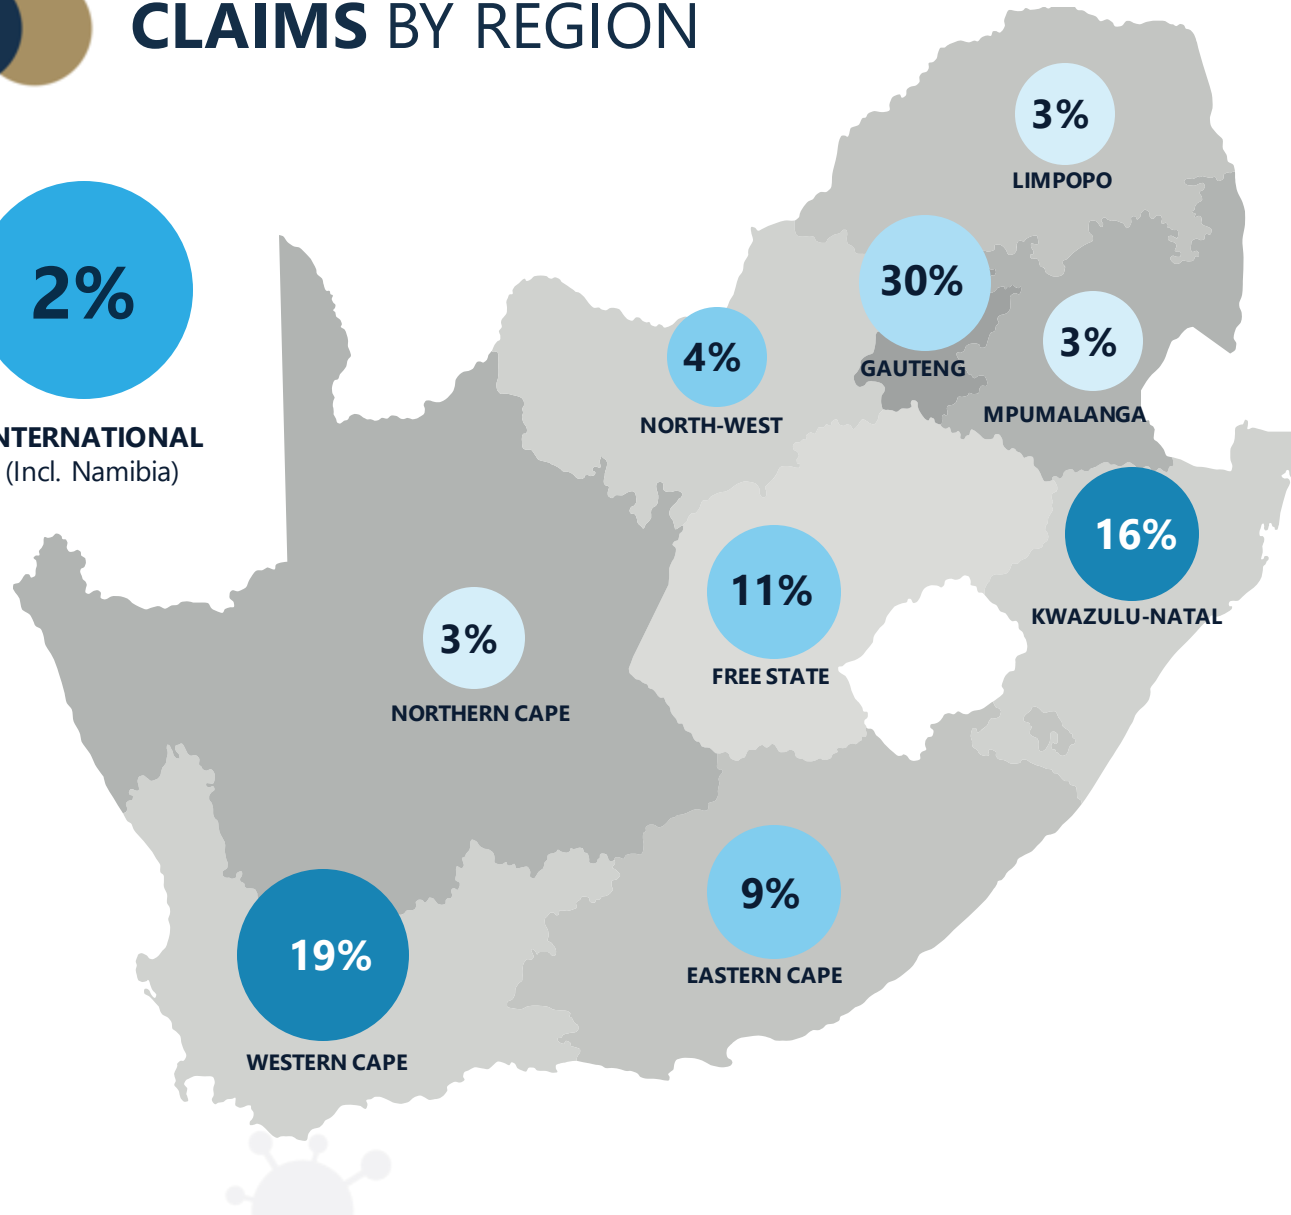 CLAIMS BY REGION
3%
LIMPOPO
2%
NTERNATIONAL
(Incl. Namibia)
30%
GAUTENG
4%
NORTH-WEST
3%
MPUMALANGA
16%
KWAZULU-NATAL
11%
FREE STATE
3%
NORTHERN CAPE
9%
EASTERN CAPE
19%
WESTERN CAPE